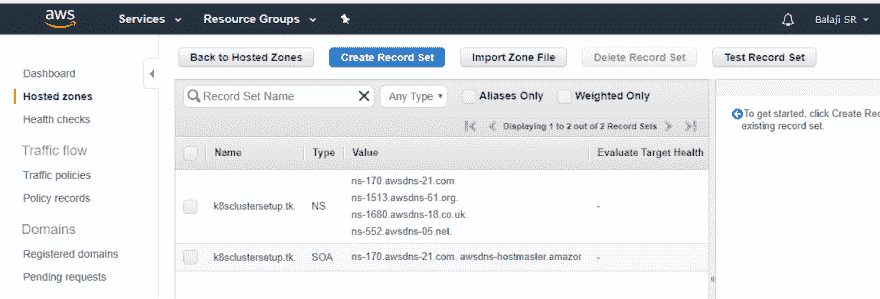 aws Services Resource Groups Balaji SR
Back to Hosted Zones Create Record Set Import Zone File Delete Record Set Test Record Set
Dashboard
Hosted zones
Health checks
Traffic flow
Traffic policies
Policy records
Domains
Registered domains
Pending requests
Record Set Name Any Type Aliases Only Weighted Only
Displaying 1 to 2 out of 2 Record Sets
Name Type Value Evaluate Target Health
k8sclustersetup.tk. NS
ns-170.awsdns-21.com.
ns-1513.awsdns-61.org.
ns-1680.awsdns-18.co.uk.
ns-552.awsdns-05.net.
-
k8sclustersetup.tk. SOA ns-170.awsdns-21.com. awsdns-hostmaster.amazor -
To get started, click Create Rec
existing record set.